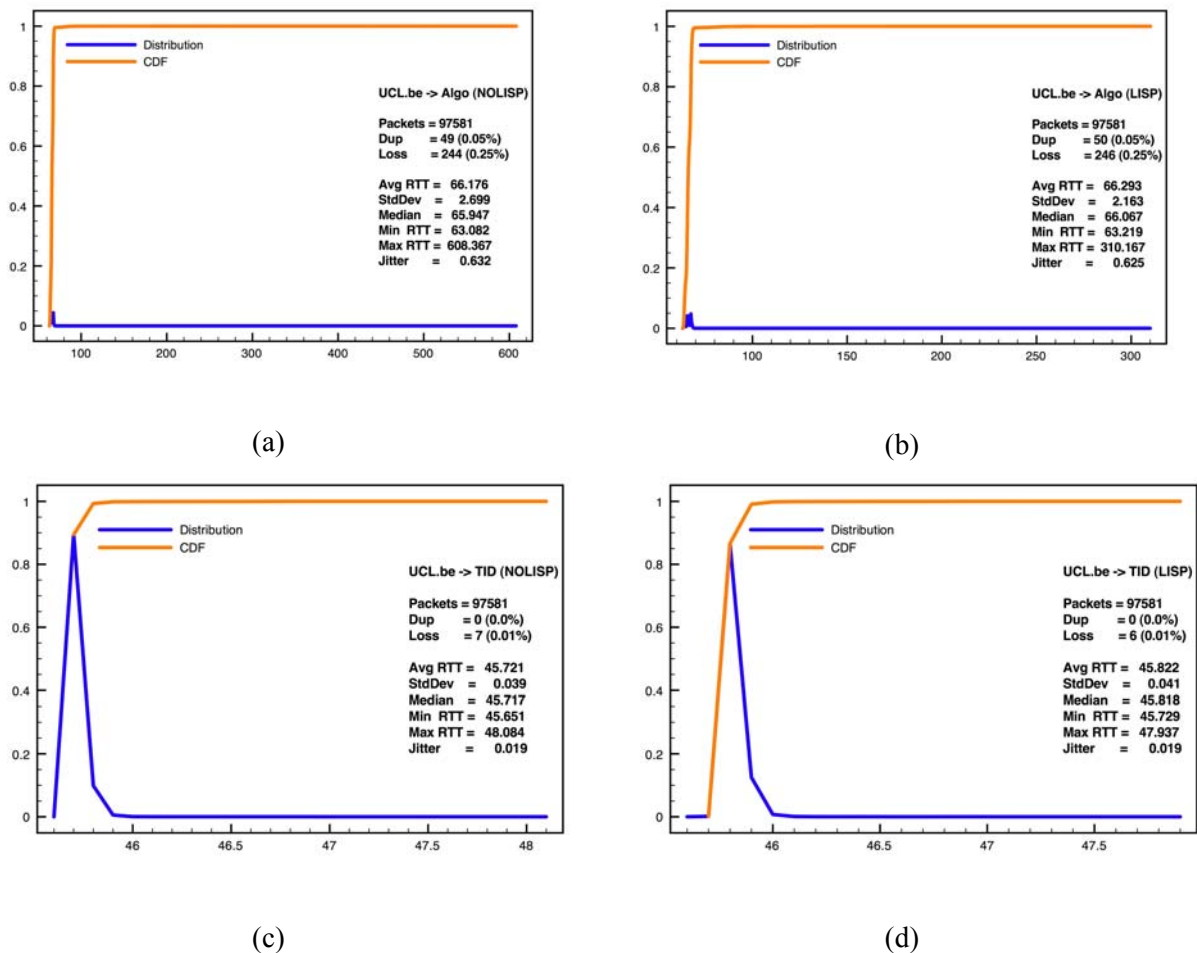 1
0.8
0.6
0.4
0.2
0
Distribution
CDF
UCL.be -> Algo (NOLISP)
Packets = 97581
Dup = 49 (0.05%)
Loss = 244 (0.25%)
Avg RTT = 66.176
StdDev = 2.699
Median = 65.947
Min RTT = 63.082
Max RTT = 608.367
Jitter = 0.632
100 200 300 400 500 600
(a)
1
0.8
0.6
0.4
0.2
0
Distribution
CDF
UCL.be -> Algo (LISP)
Packets = 97581
Dup = 50 (0.05%)
Loss = 246 (0.25%)
Avg RTT = 66.293
StdDev = 2.163
Median = 66.067
Min RTT = 63.219
Max RTT = 310.167
Jitter = 0.625
100 150 200 250 300
(b)
1
0.8
0.6
0.4
0.2
0
Distribution
CDF
UCL.be -> TID (NOLISP)
Packets = 97581
Dup = 0 (0.0%)
Loss = 7 (0.01%)
Avg RTT = 45.721
StdDev = 0.039
Median = 45.717
Min RTT = 45.651
Max RTT = 48.084
Jitter = 0.019
46 46.5 47 47.5 48
(c)
1
0.8
0.6
0.4
0.2
0
Distribution
CDF
UCL.be -> TID (LISP)
Packets = 97581
Dup = 0 (0.0%)
Loss = 6 (0.01%)
Avg RTT = 45.822
StdDev = 0.041
Median = 45.818
Min RTT = 45.729
Max RTT = 47.937
Jitter = 0.019
46 46.5 47 47.5
(d)